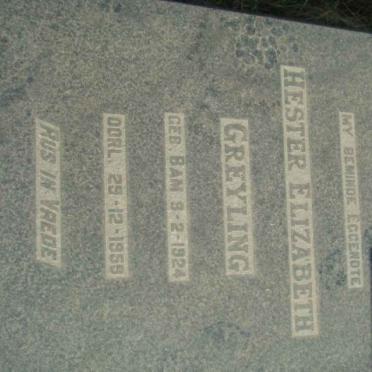 MY BEMINDE EGGENOTE
HESTER ELIZABETH
GREYLING
GEB. BAM 9-2-1924
OORL. 29-12-1959
RUS IN VREDE